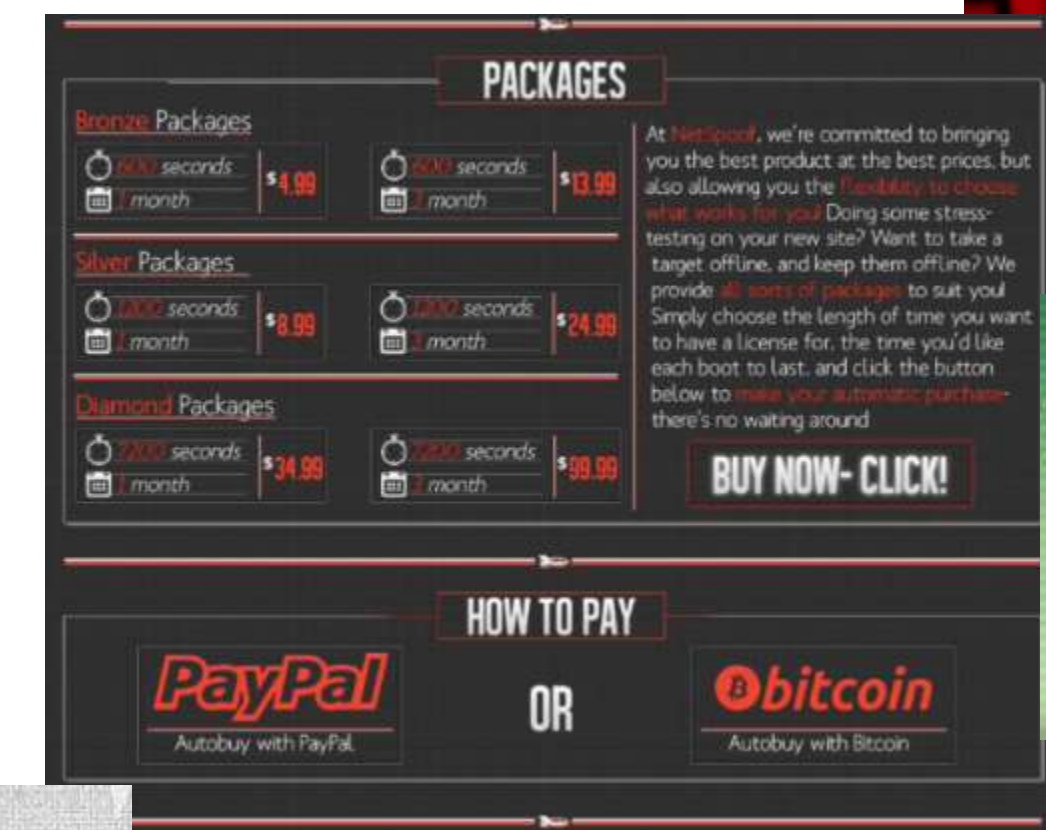 PACKAGES
Bronze Packages
600 seconds
1 month
$4.99
600 seconds
month
$13.99
Silver Packages
1200 seconds
1 month
$8.99
1200 seconds
month
$24.99
Diamond Packages
7200 seconds
1 month
$34.99
7200 seconds
month
$99.99
At NetSpoof, we're committed to bringing
you the best product at the best prices, but
also allowing you the flexibility to choose
what works for you! Doing some stress-
testing on your new site? Want to take a
target offline, and keep them offline? We
provide all sorts of packages to suit you!
Simply choose the length of time you want
to have a license for, the time you'd like
each boot to last, and click the button
below to make your automatic purchase-
there's no waiting around
BUY NOW- CLICK!
HOW TO PAY
PayPal
Autobuy with PayPal
OR
bitcoin
Autobuy with Bitcoin